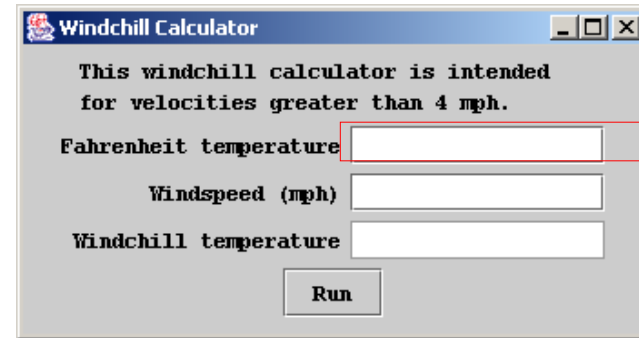 Windchill Calculator
This windchill calculator is intended
for velocities greater than 4 mph.
Fahrenheit temperature
Windspeed (mph)
Windchill temperature
Run